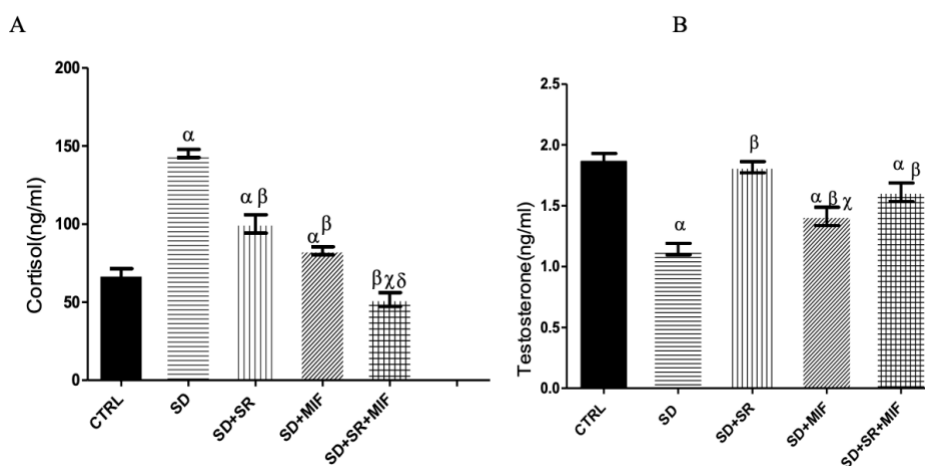 A
Cortisol(ng/ml)
200
150
100
50
0
α
α β
α β
β χ δ
CTRL
SD
SD+SR
SD+MIF
SD+SR+MIF
B
Testosterone(ng/ml)
2.5
2.0
1.5
1.0
0.5
0.0
α
β
α β χ
α β
CTRL
SD
SD+SR
SD+MIF
SD+SR+MIF